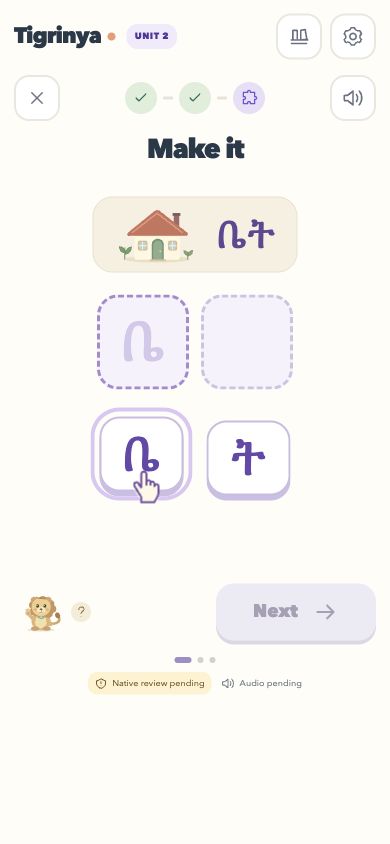 Tigrinya
UNIT 2
Make it
ቤት
ቤ
ቤ ት
?
Next
Native review pending
Audio pending